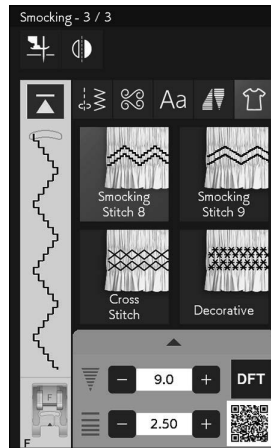 Smocking - 3 / 3
Aa
Smocking
Stitch 8
Smocking
Stitch 9
Cross
Stitch
Decorative
9.0
DFT
2.50
F
F